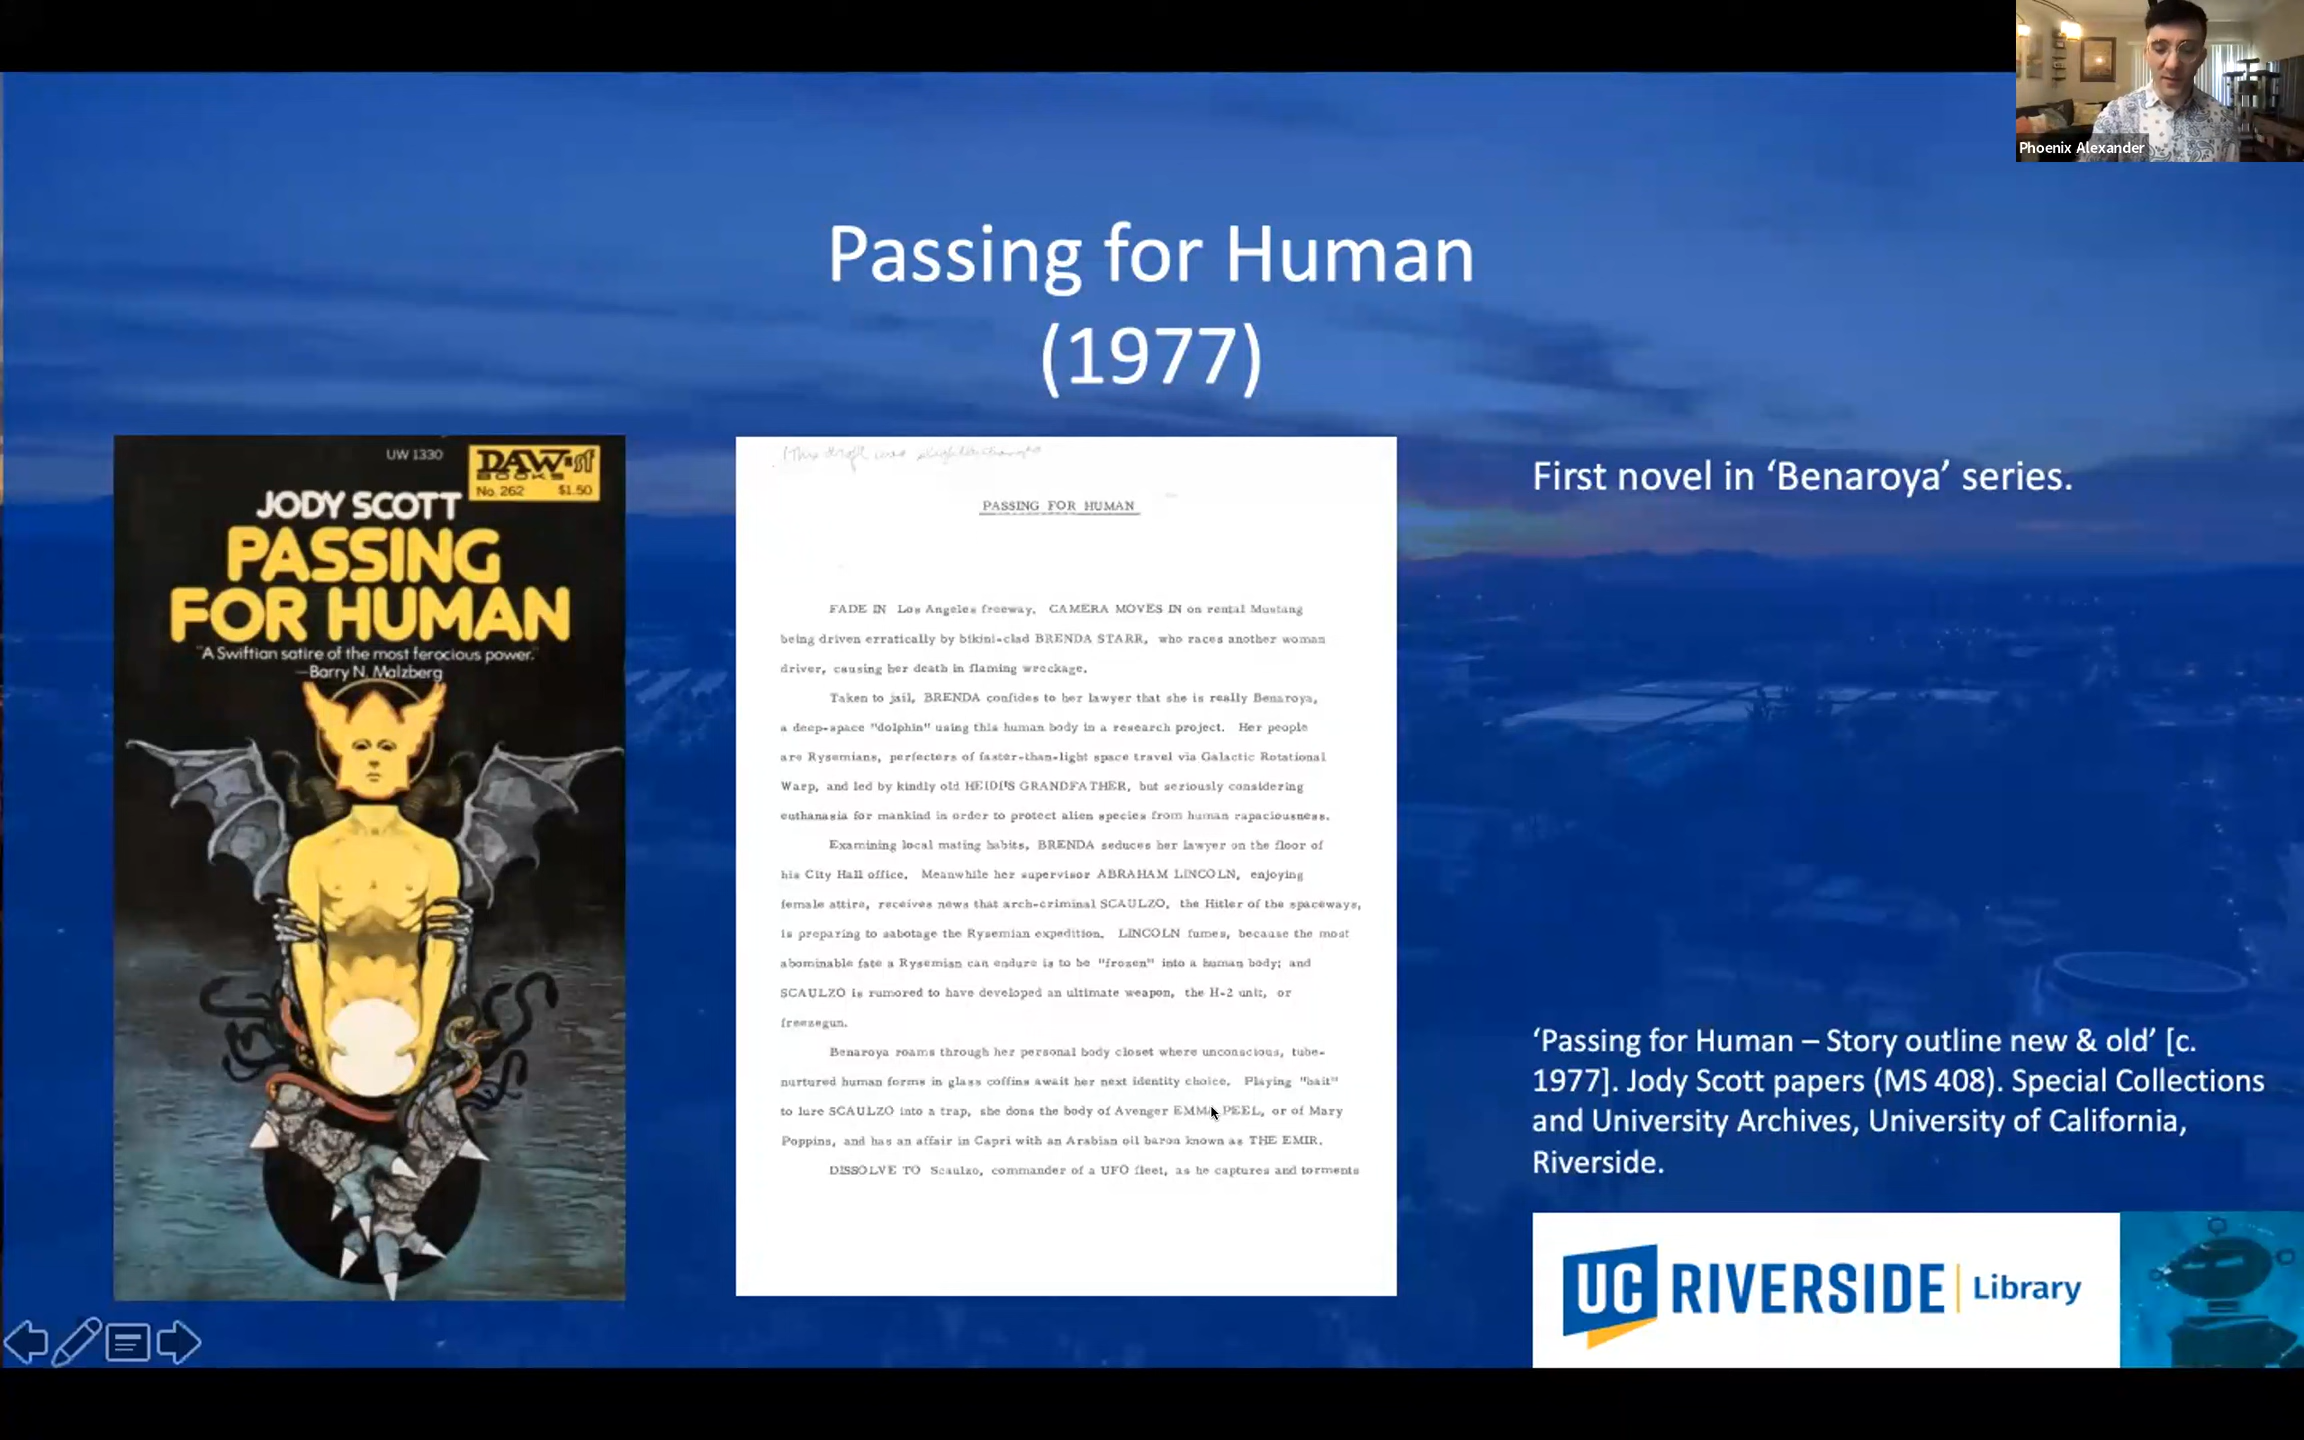 Phoenix Alexander
Passing for Human
(1977)
UW 1330
DAW sf
BOOKS
No. 262 $1.50
JODY SCOTT
PASSING
FOR HUMAN
"A Swiftian satire of the most ferocious power."
—Barry N. Malzberg
This draft was
PASSING FOR HUMAN
FADE IN Los Angeles freeway. CAMERA MOVES IN on rental Mustang
being driven erratically by bikini-clad BRENDA STARR, who races another woman
driver, causing her death in flaming wreckage.
Taken to jail, BRENDA confides to her lawyer that she is really Benaroya,
a deep-space "dolphin" using this human body in a research project. Her people
are Rysemians, perfecters of faster-than-light space travel via Galactic Rotational
Warp, and led by kindly old HEIDI'S GRANDFATHER, but seriously considering
euthanasia for mankind in order to protect alien species from human rapaciousness.
Examining local mating habits, BRENDA seduces her lawyer on the floor of
his City Hall office. Meanwhile her supervisor ABRAHAM LINCOLN, enjoying
female attire, receives news that arch-criminal SCAULZO, the Hitler of the spaceways,
is preparing to sabotage the Rysemian expedition. LINCOLN fumes, because the most
abominable fate a Rysemian can endure is to be "frozen" into a human body; and
SCAULZO is rumored to have developed an ultimate weapon, the H-2 unit, or
freezegun.
Benaroya roams through her personal body closet where unconscious, tube-
nurtured human forms in glass coffins await her next identity choice. Playing "bait"
to lure SCAULZO into a trap, she dons the body of Avenger EMMA PEEL, or of Mary
Poppins, and has an affair in Capri with an Arabian oil baron known as THE EMIR.
DISSOLVE TO Scaulzo, commander of a UFO fleet, as he captures and torments
First novel in ‘Benaroya’ series.
‘Passing for Human – Story outline new & old’ [c.
1977]. Jody Scott papers (MS 408). Special Collections
and University Archives, University of California,
Riverside.
UC RIVERSIDE | Library